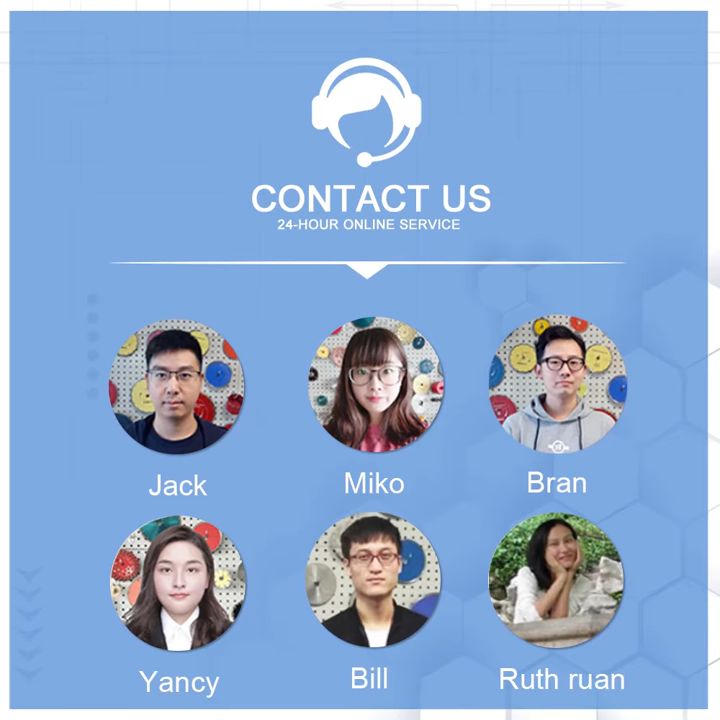 CONTACT US
24-HOUR ONLINE SERVICE
Jack
Miko
Bran
Yancy
Bill
Ruth ruan